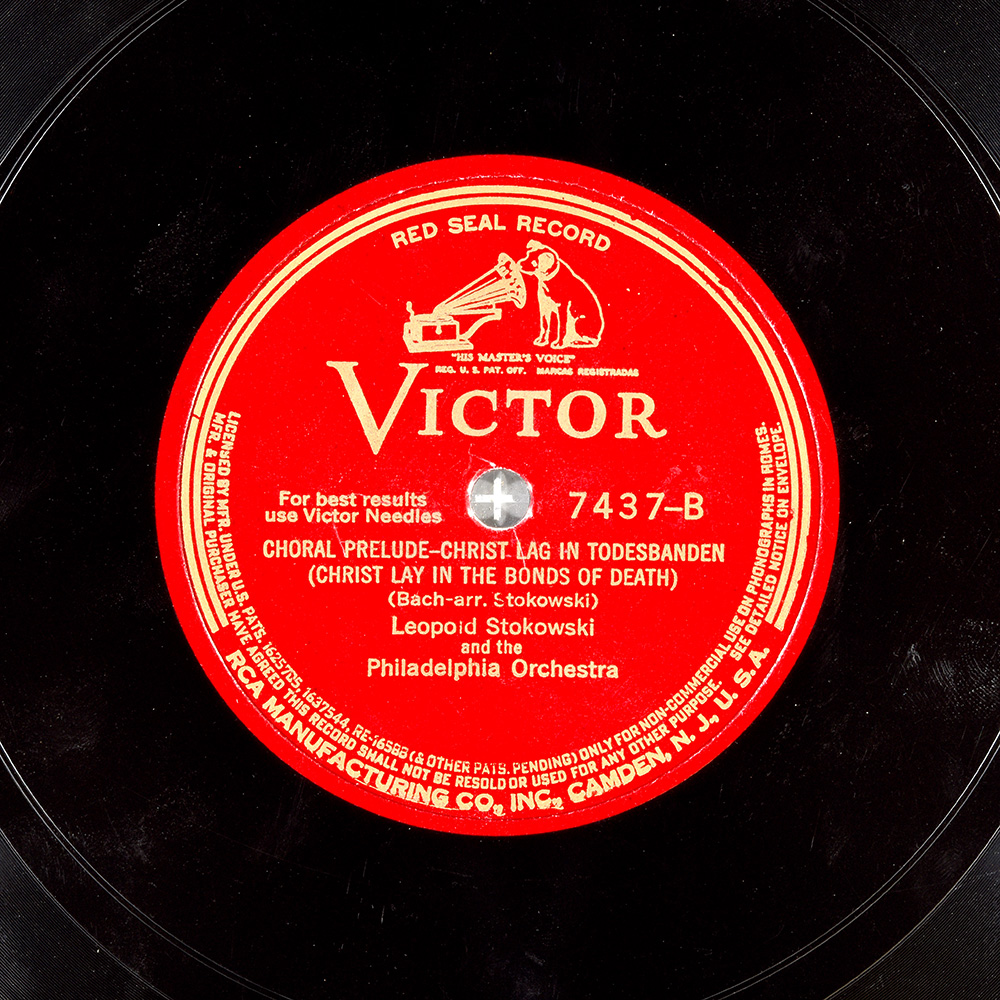 RED SEAL RECORD
"HIS MASTER'S VOICE"
REG. U. S. PAT. OFF. MARCAS REGISTRADAS
VICTOR
For best results
use Victor Needles
7437-B
CHORAL PRELUDE-CHRIST LAG IN TODESBANDEN
(CHRIST LAY IN THE BONDS OF DEATH)
(Bach-arr. Stokowski)
Leopold Stokowski
and the
Philadelphia Orchestra
LICENSED BY MFR. UNDER U.S. PATS. 1625705, 1637544, RE-16588 (& OTHER PATS. PENDING) ONLY FOR NON-COMMERCIAL USE ON PHONOGRAPHS IN HOMES.
MFR. & ORIGINAL PURCHASER HAVE AGREED THIS RECORD SHALL NOT BE RESOLD OR USED FOR ANY OTHER PURPOSE. SEE DETAILED NOTICE ON ENVELOPE.
RCA MANUFACTURING CO., INC., CAMDEN, N. J., U. S. A.